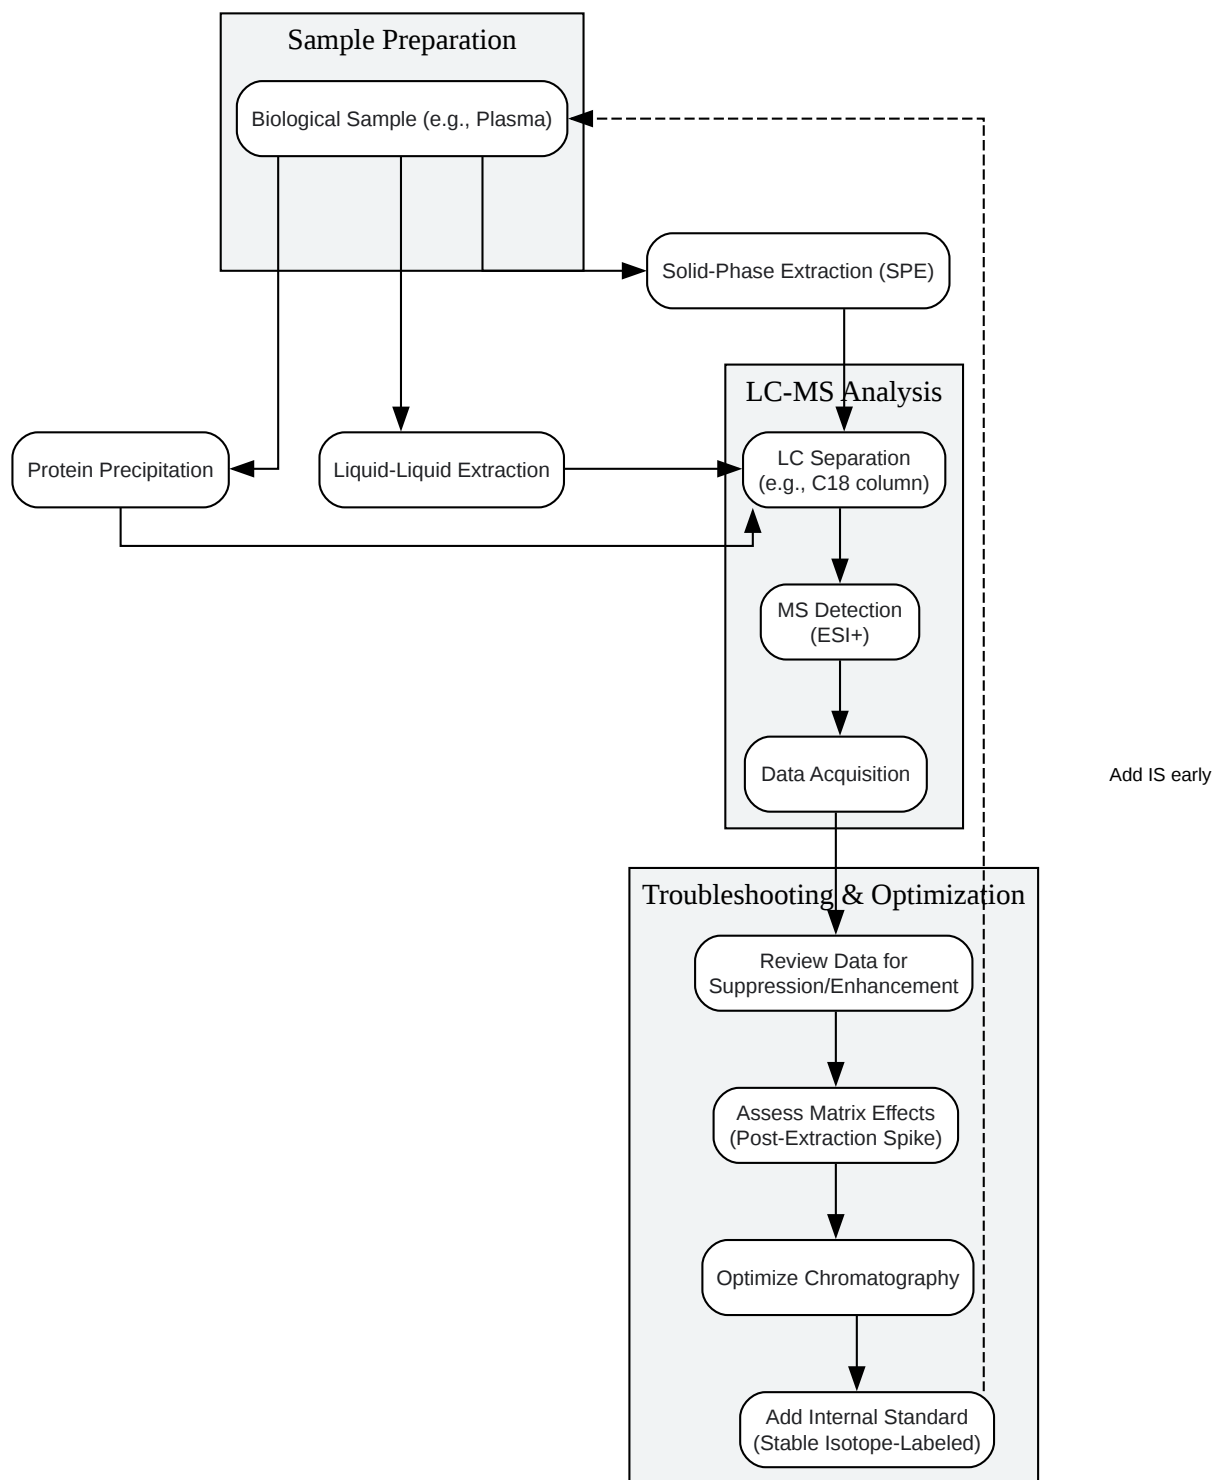 Sample Preparation
Biological Sample (e.g., Plasma)
Solid-Phase Extraction (SPE)
LC-MS Analysis
Protein Precipitation
Liquid-Liquid Extraction
LC Separation
(e.g., C18 column)
MS Detection
(ESI+)
Data Acquisition
Add IS early
Troubleshooting & Optimization
Review Data for
Suppression/Enhancement
Assess Matrix Effects
(Post-Extraction Spike)
Optimize Chromatography
Add Internal Standard
(Stable Isotope-Labeled)